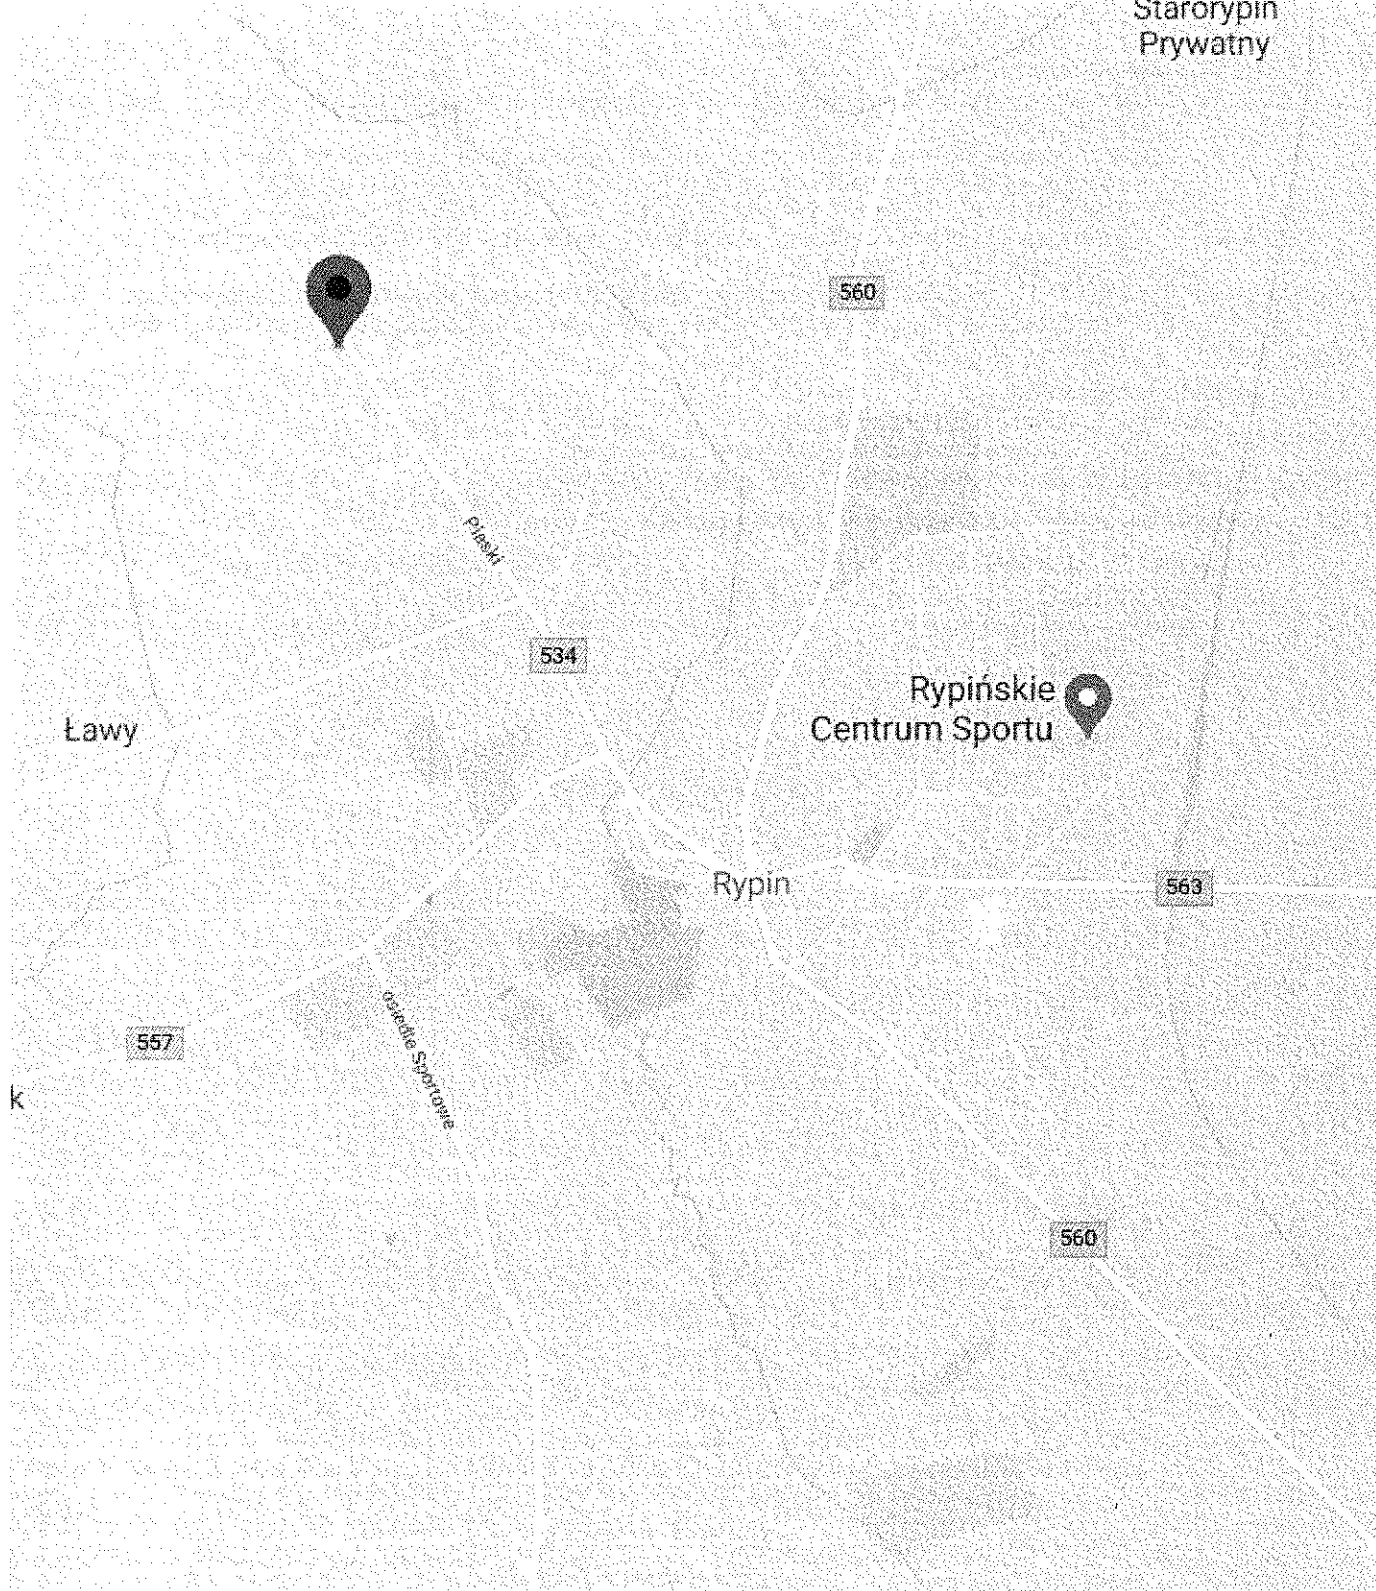 Starorypin
Prywatny
560
Piaski
534
Rypińskie
Centrum Sportu
Ławy
Rypin
563
osiedle Sportowe
557
k
560